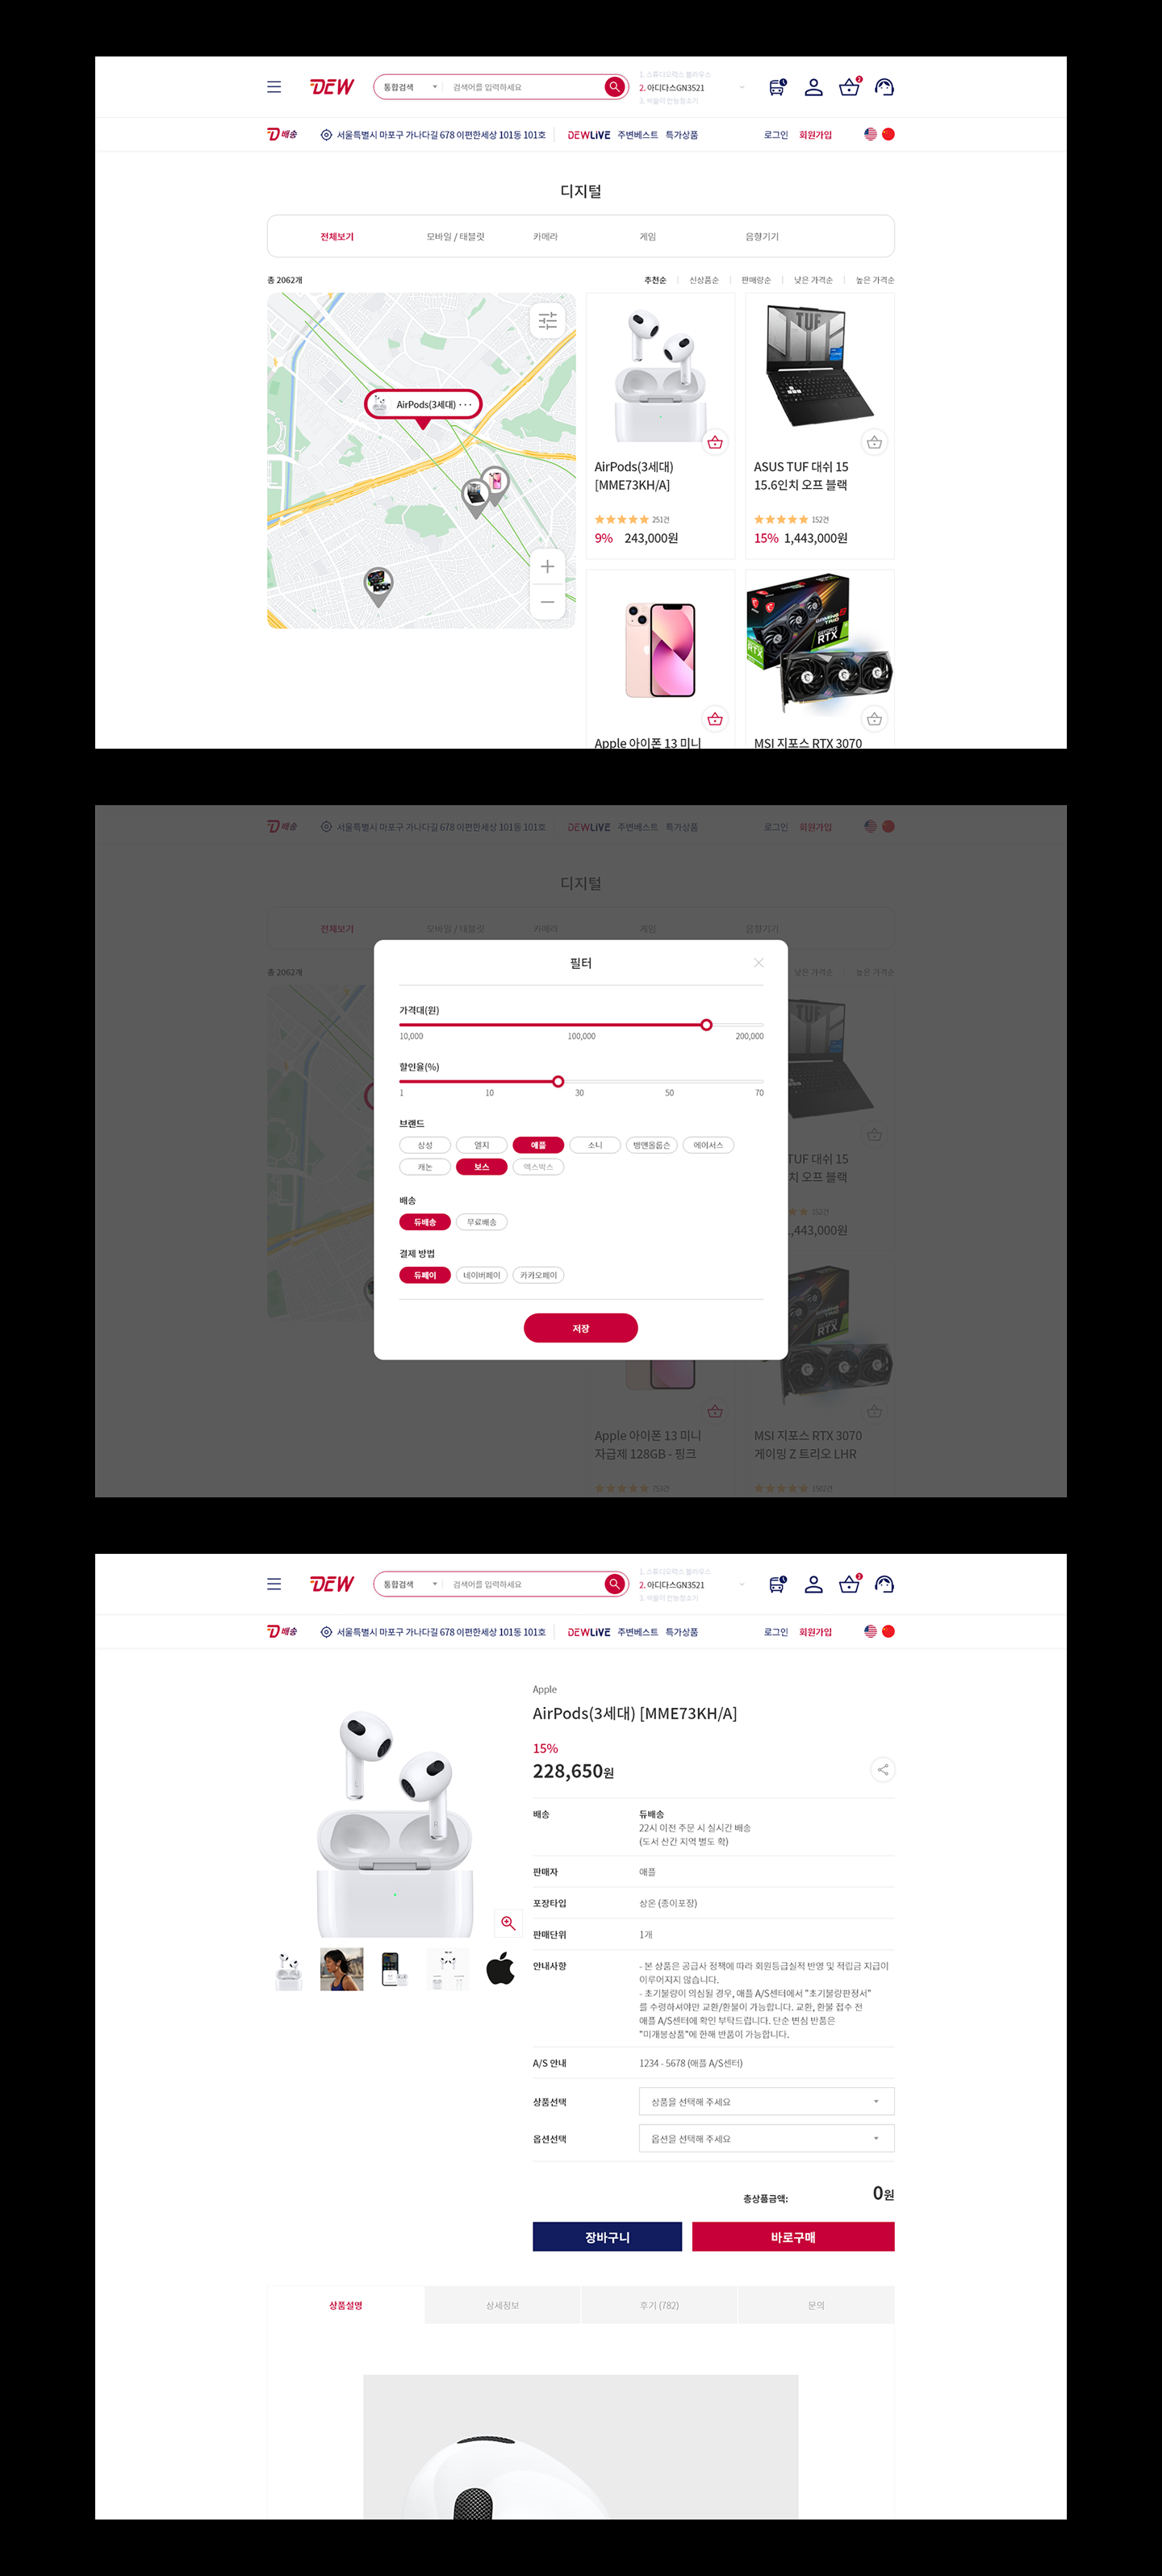 DEW
통합검색
검색어를 입력하세요
1. 스튜디오럭스 블라우스
2. 아디다스GN3521
2
D배송
서울특별시 마포구 가나다길 678 이편한세상 101동 101호
DEWLIVE
주변베스트
특가상품
로그인
회원가입
디지털
전체보기
모바일 / 태블릿
카메라
게임
음향기기
총 2062개
추천순
신상품순
판매량순
낮은 가격순
높은 가격순
AirPods(3세대) ···
AirPods(3세대)
[MME73KH/A]
251건
9% 243,000원
ASUS TUF 대쉬 15
15.6인치 오프 블랙
152건
15% 1,443,000원
Apple 아이폰 13 미니
MSI 지포스 RTX 3070
D배송
서울특별시 마포구 가나다길 678 이편한세상 101동 101호
DEWLIVE
주변베스트
특가상품
로그인
회원가입
디지털
전체보기
모바일 / 태블릿
카메라
게임
음향기기
총 2062개
낮은 가격순
높은 가격순
필터
가격대(원)
10,000
100,000
200,000
할인율(%)
1
10
30
50
70
브랜드
삼성
엘지
애플
소니
뱅앤올룹슨
에이서스
캐논
보스
엑스박스
배송
듀배송
무료배송
결제 방법
듀페이
네이버페이
카카오페이
저장
TUF 대쉬 15
치 오프 블랙
152건
,443,000원
Apple 아이폰 13 미니
자급제 128GB - 핑크
753건
MSI 지포스 RTX 3070
게이밍 Z 트리오 LHR
1502건
DEW
통합검색
검색어를 입력하세요
1. 스튜디오럭스 블라우스
2. 아디다스GN3521
2
D배송
서울특별시 마포구 가나다길 678 이편한세상 101동 101호
DEWLIVE
주변베스트
특가상품
로그인
회원가입
Apple
AirPods(3세대) [MME73KH/A]
15%
228,650원
배송
듀배송
22시 이전 주문 시 실시간 배송
(도서 산간 지역 별도 확)
판매자
애플
포장타입
상온 (종이포장)
판매단위
1개
안내사항
- 본 상품은 공급사 정책에 따라 회원등급실적 반영 및 적립금 지급이
이루어지지 않습니다.
- 초기불량이 의심될 경우, 애플 A/S센터에서 "초기불량판정서"
를 수령하셔야만 교환/환불이 가능합니다. 교환, 환불 접수 전
애플 A/S센터에 확인 부탁드립니다. 단순 변심 반품은
"미개봉상품"에 한해 반품이 가능합니다.
A/S 안내
1234 - 5678 (애플 A/S센터)
상품선택
상품을 선택해 주세요
옵션선택
옵션을 선택해 주세요
총상품금액:
0원
장바구니
바로구매
상품설명
상세정보
후기 (782)
문의